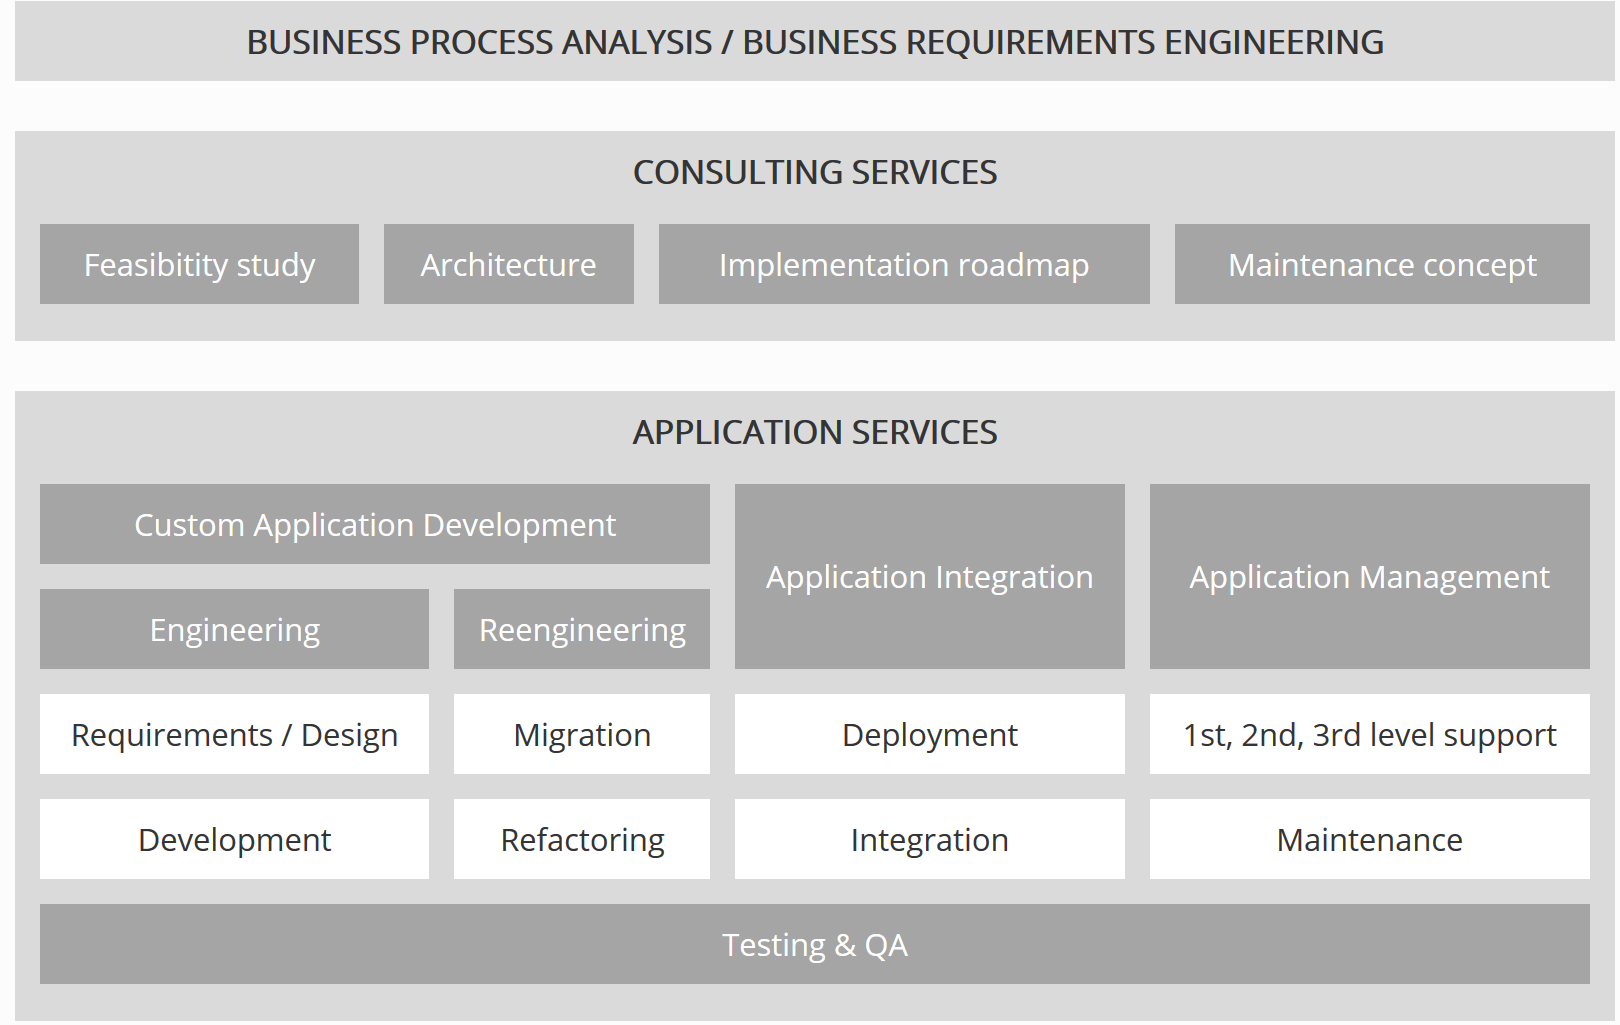 BUSINESS PROCESS ANALYSIS / BUSINESS REQUIREMENTS ENGINEERING
CONSULTING SERVICES
Feasibitity study
Architecture
Implementation roadmap
Maintenance concept
APPLICATION SERVICES
Custom Application Development
Application Integration
Application Management
Engineering
Reengineering
Requirements / Design
Migration
Deployment
1st, 2nd, 3rd level support
Development
Refactoring
Integration
Maintenance
Testing & QA